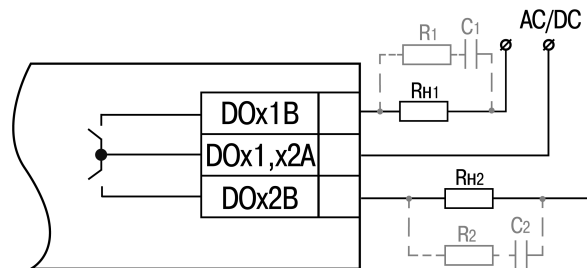 AC/DC
R1 C1
DOx1B RH1
DOx1,x2A
DOx2B RH2
R2 C2